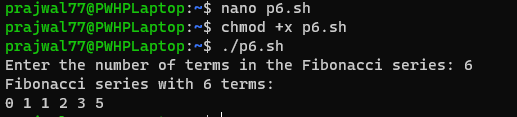 prajwal77@PWHPLaptop:~$ nano p6.sh
prajwal77@PWHPLaptop:~$ chmod +x p6.sh
prajwal77@PWHPLaptop:~$ ./p6.sh
Enter the number of terms in the Fibonacci series: 6
Fibonacci series with 6 terms:
0 1 1 2 3 5